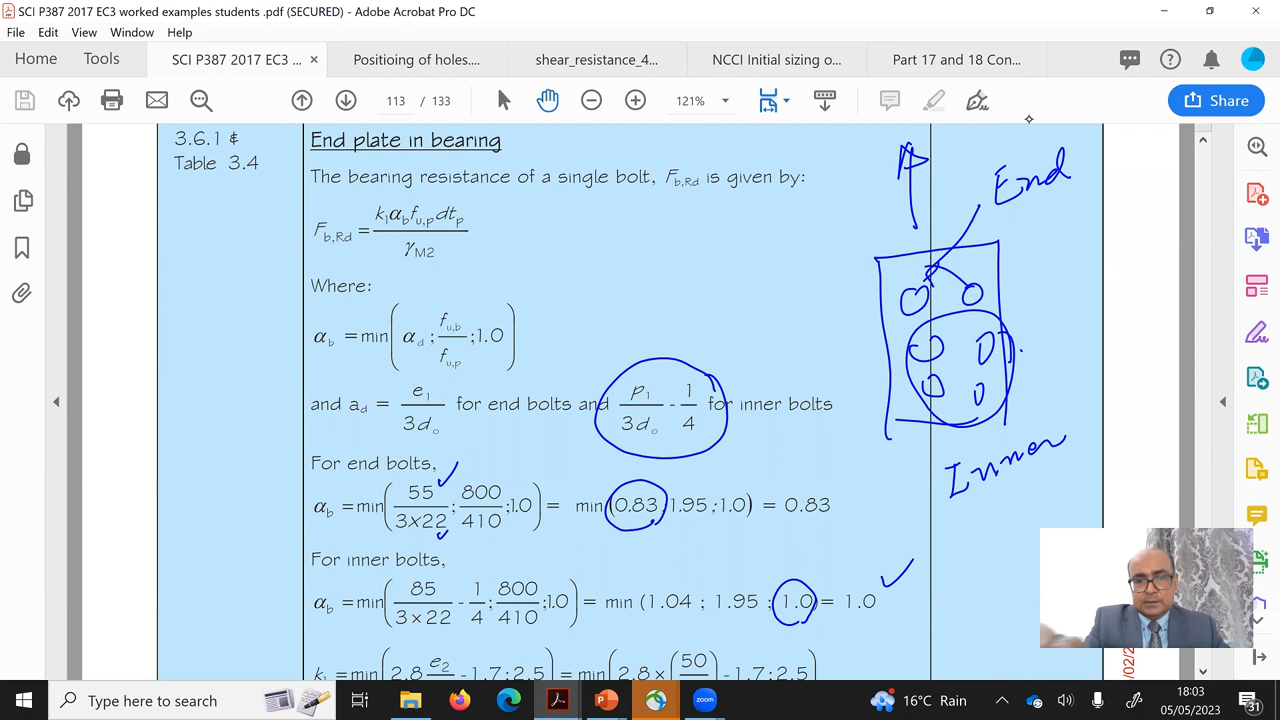 SCI P387 2017 EC3 worked examples students .pdf (SECURED) - Adobe Acrobat Pro DC
File Edit View Window Help
Home Tools SCI P387 2017 EC3 ... × Positioing of holes.... shear_resistance_4... NCCI Initial sizing o... Part 17 and 18 Con...
113 / 133 121% Share
3.6.1 &
Table 3.4
End plate in bearing
The bearing resistance of a single bolt, F_b,Rd is given by:
F_b,Rd = k_1 α_b f_u,p d t_p / γ_M2
Where:
α_b = min(α_d ; f_u,b / f_u,p ; 1.0)
and a_d = e_1 / 3d_o for end bolts and p_1 / 3d_o - 1/4 for inner bolts
For end bolts,
α_b = min(55 / 3×22 ; 800 / 410 ; 1.0) = min(0.83; 1.95 ; 1.0) = 0.83
For inner bolts,
α_b = min(85 / 3×22 - 1/4 ; 800 / 410 ; 1.0) = min (1.04 ; 1.95 ; 1.0) = 1.0
k_1 = min(2.8 e_2 - 1.7 ; 2.5) = min(2.8 × (50) - 1.7 ; 2.5)
End
Inner
02/2
Type here to search
16°C Rain
18:03
05/05/2023
31